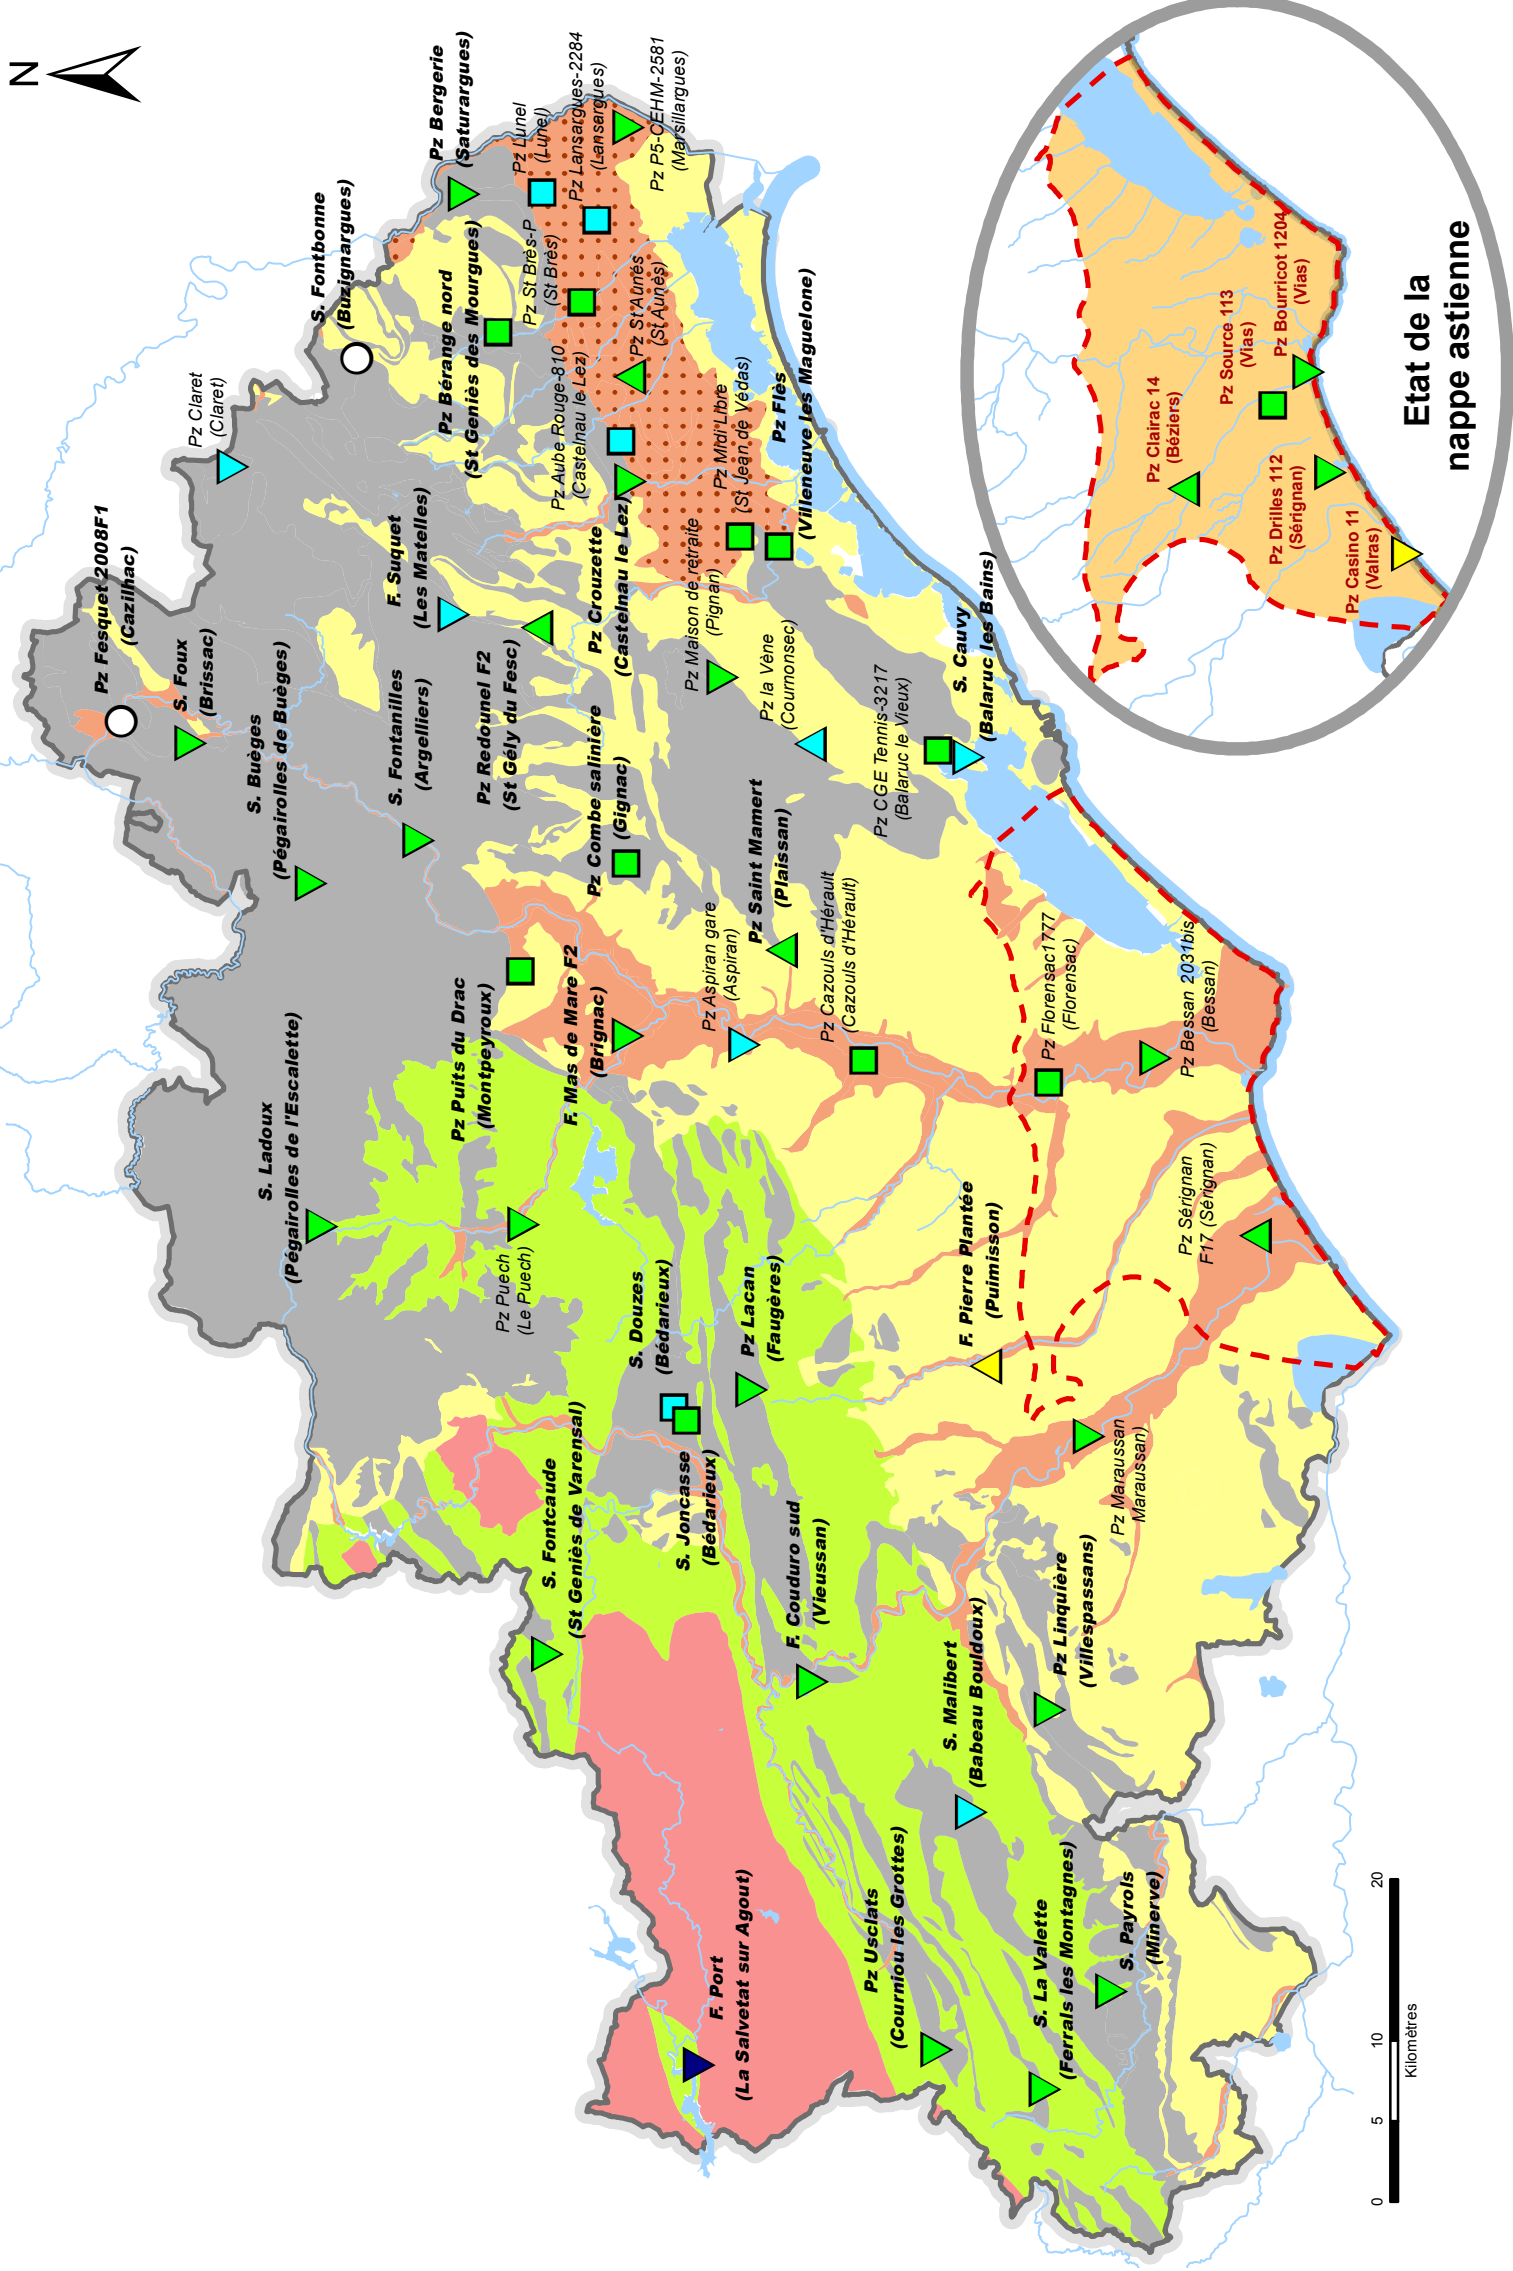 N
Pz Fesquet 2008F1
(Cazilhac)
S. Foux
(Brissac)
S. Buèges
(Pégairolles de Buèges)
S. Ladoux
(Pégairolles de l'Escalette)
Pz Claret
(Claret)
S. Fontbonne
(Buzignargues)
Pz Bergerie
(Saturargues)
Pz Lunel
(Lunel)
Pz Lansargues-2284
(Lansargues)
Pz P5-CEHM-2581
(Marsillargues)
Pz Bérange nord
(St Geniès des Mourgues)
Pz St Brès-P
(St Brès)
Pz St Aunès
(St Aunès)
Pz Aube Rouge-810
(Castelnau le Lez)
F. Suquet
(Les Matelles)
S. Fontanilles
(Argelliers)
Pz Redounel F2
(St Gély du Fesc)
Pz Crouzette
(Castelnau le Lez)
Pz Midi Libre
(St Jean de Védas)
Pz Flès
(Villeneuve les Maguelone)
Pz Maison de retraite
(Pignan)
Pz la Vène
(Cournonsec)
Pz Combe salinière
(Gignac)
Pz CGE Tennis-3217
(Balaruc le Vieux)
S. Cauvy
(Balaruc les Bains)
Pz Saint Mamert
(Plaissan)
Pz Puits du Drac
(Montpeyroux)
F. Mas de Mare F2
(Brignac)
Pz Aspiran gare
(Aspiran)
Pz Cazouls d'Hérault
(Cazouls d'Hérault)
Pz Florensac1777
(Florensac)
Pz Bessan 2031bis
(Bessan)
Pz Puech
(Le Puech)
S. Douzes
(Bédarieux)
Pz Lacan
(Faugères)
F. Pierre Plantée
(Puimisson)
Pz Sérignan
F17 (Sérignan)
S. Fontcaude
(St Geniès de Varensal)
S. Joncasse
(Bédarieux)
F. Couduro sud
(Vieussan)
Pz Maraussan
Maraussan)
Pz Linquière
(Villespassans)
S. Malibert
(Babeau Bouldoux)
F. Port
(La Salvetat sur Agout)
Pz Usclats
(Courniou les Grottes)
S. La Valette
(Ferrals les Montagnes)
S. Payrols
(Minerve)
Pz Clairac 14
(Béziers)
Pz Source 113
(Vias)
Pz Bourricot 1204
(Vias)
Pz Drilles 112
(Sérignan)
Pz Casino 11
(Valras)
Etat de la
nappe astienne
0 5 10 20
Kilomètres